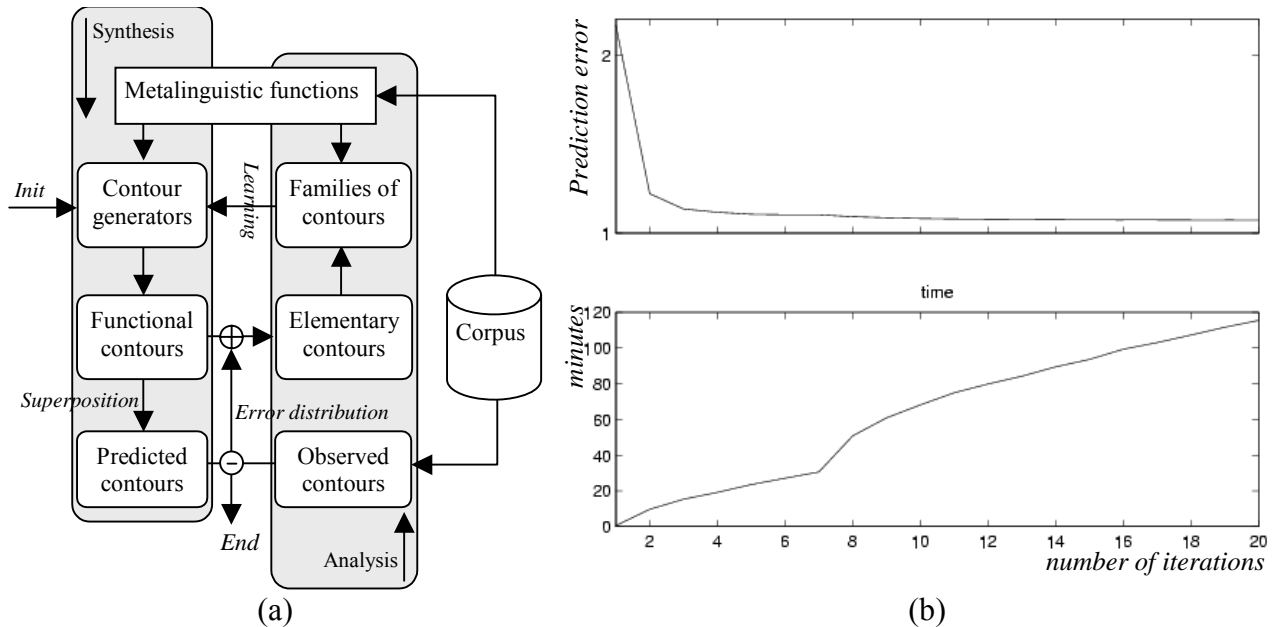 Synthesis
Metalinguistic functions
Init
Contour
generators
Learning
Families of
contours
Functional
contours
Elementary
contours
Corpus
Superposition
Error distribution
Predicted
contours
Observed
contours
End
Analysis
(a)
Prediction error
2
1
time
minutes
120
100
80
60
40
20
0
2 4 6 8 10 12 14 16 18 20
number of iterations
(b)